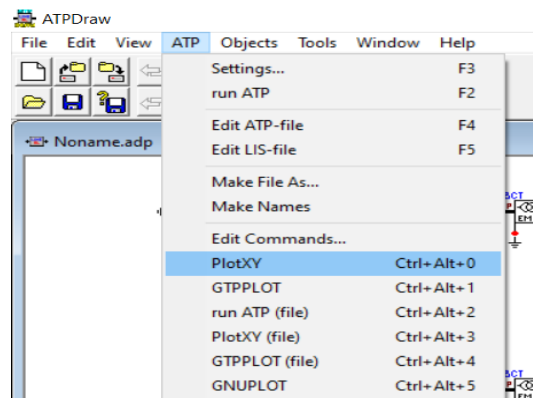 ATPDraw
File Edit View ATP Objects Tools Window Help
Settings... F3
run ATP F2
Edit ATP-file F4
Edit LIS-file F5
Noname.adp
Make File As...
Make Names
Edit Commands...
PlotXY Ctrl+Alt+0
GTPPLOT Ctrl+Alt+1
run ATP (file) Ctrl+Alt+2
PlotXY (file) Ctrl+Alt+3
GTPPLOT (file) Ctrl+Alt+4
GNUPLOT Ctrl+Alt+5